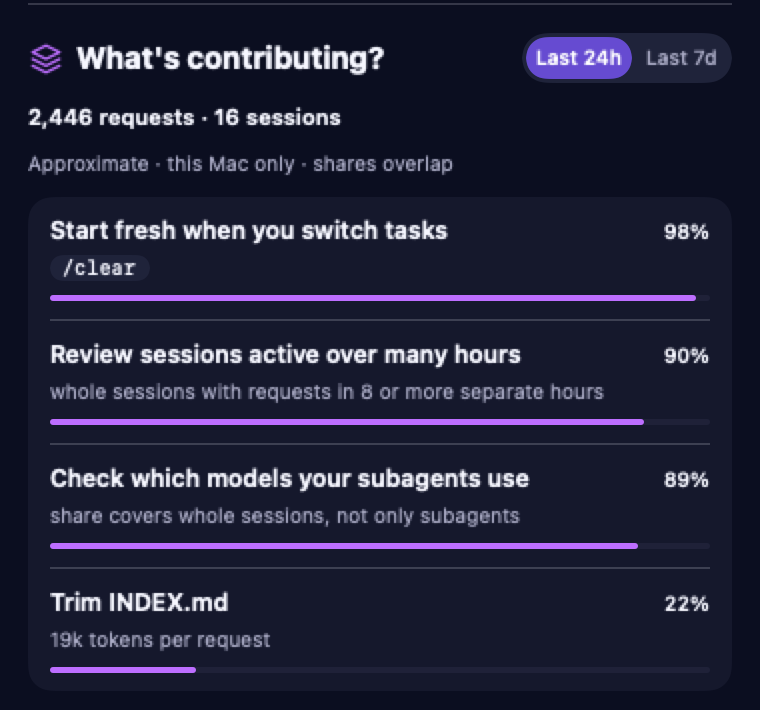 What's contributing?
Last 24h
Last 7d
2,446 requests · 16 sessions
Approximate · this Mac only · shares overlap
Start fresh when you switch tasks
98%
/clear
Review sessions active over many hours
90%
whole sessions with requests in 8 or more separate hours
Check which models your subagents use
89%
share covers whole sessions, not only subagents
Trim INDEX.md
22%
19k tokens per request